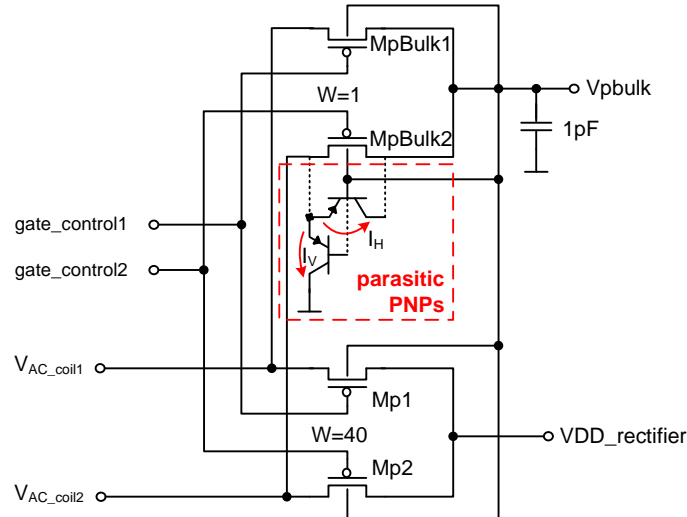 MpBulk1
W=1
Vpbulk
MpBulk2
1pF
gate_control1
I_H
gate_control2
I_V
parasitic
PNPs
V_AC_coil1
Mp1
W=40
VDD_rectifier
Mp2
V_AC_coil2